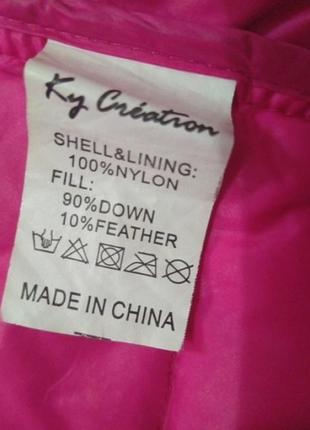 Ky Création
SHELL&LINING:
100%NYLON
FILL:
90%DOWN
10%FEATHER
MADE IN CHINA